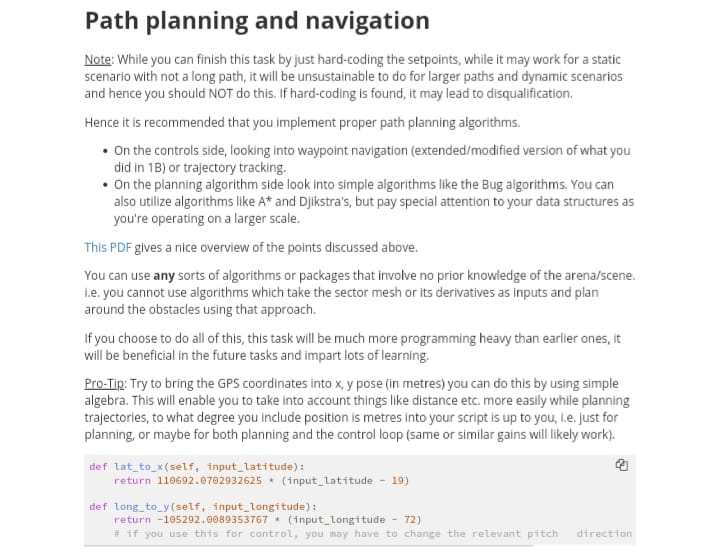 Path planning and navigation
Note: While you can finish this task by just hard-coding the setpoints, while it may work for a static
scenario with not a long path, it will be unsustainable to do for larger paths and dynamic scenarios
and hence you should NOT do this. If hard-coding is found, it may lead to disqualification.
Hence it is recommended that you implement proper path planning algorithms.
• On the controls side, looking into waypoint navigation (extended/modified version of what you
did in 1B) or trajectory tracking.
• On the planning algorithm side look into simple algorithms like the Bug algorithms. You can
also utilize algorithms like A* and Djikstra's, but pay special attention to your data structures as
you're operating on a larger scale.
This PDF gives a nice overview of the points discussed above.
You can use any sorts of algorithms or packages that involve no prior knowledge of the arena/scene.
i.e. you cannot use algorithms which take the sector mesh or its derivatives as inputs and plan
around the obstacles using that approach.
If you choose to do all of this, this task will be much more programming heavy than earlier ones, it
will be beneficial in the future tasks and impart lots of learning.
Pro-Tip: Try to bring the GPS coordinates into x, y pose (in metres) you can do this by using simple
algebra. This will enable you to take into account things like distance etc. more easily while planning
trajectories, to what degree you include position is metres into your script is up to you, i.e. just for
planning, or maybe for both planning and the control loop (same or similar gains will likely work).
def lat_to_x(self, input_latitude):
return 110692.0702932625 * (input_latitude - 19)
def long_to_y(self, input_longitude):
return -105292.0089353767 * (input_longitude - 72)
# if you use this for control, you may have to change the relevant pitch direction